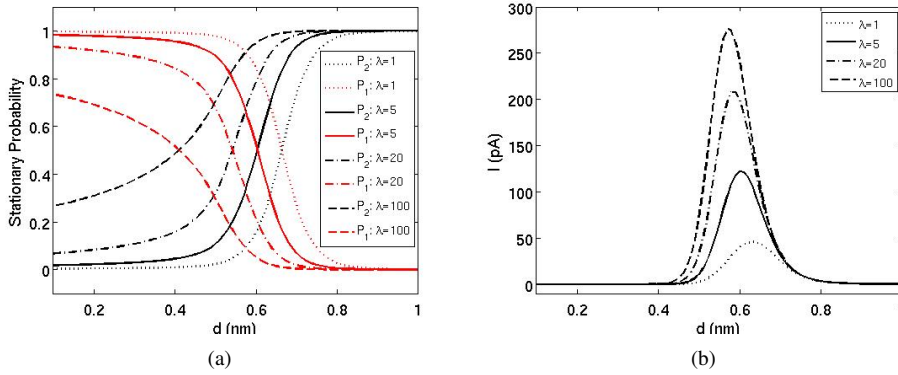 1
0.8
0.6
0.4
0.2
0
Stationary Probability
0.2 0.4 0.6 0.8 1
d (nm)
P2: λ=1
P1: λ=1
P2: λ=5
P1: λ=5
P2: λ=20
P1: λ=20
P2: λ=100
P1: λ=100
(a)
300
250
200
150
100
50
0
I (pA)
0.2 0.4 0.6 0.8
d (nm)
λ=1
λ=5
λ=20
λ=100
(b)